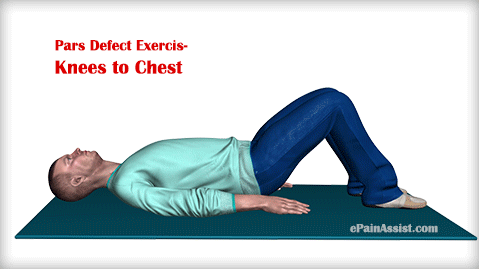 Pars Defect Exercis-
Knees to Chest
ePainAssist.com